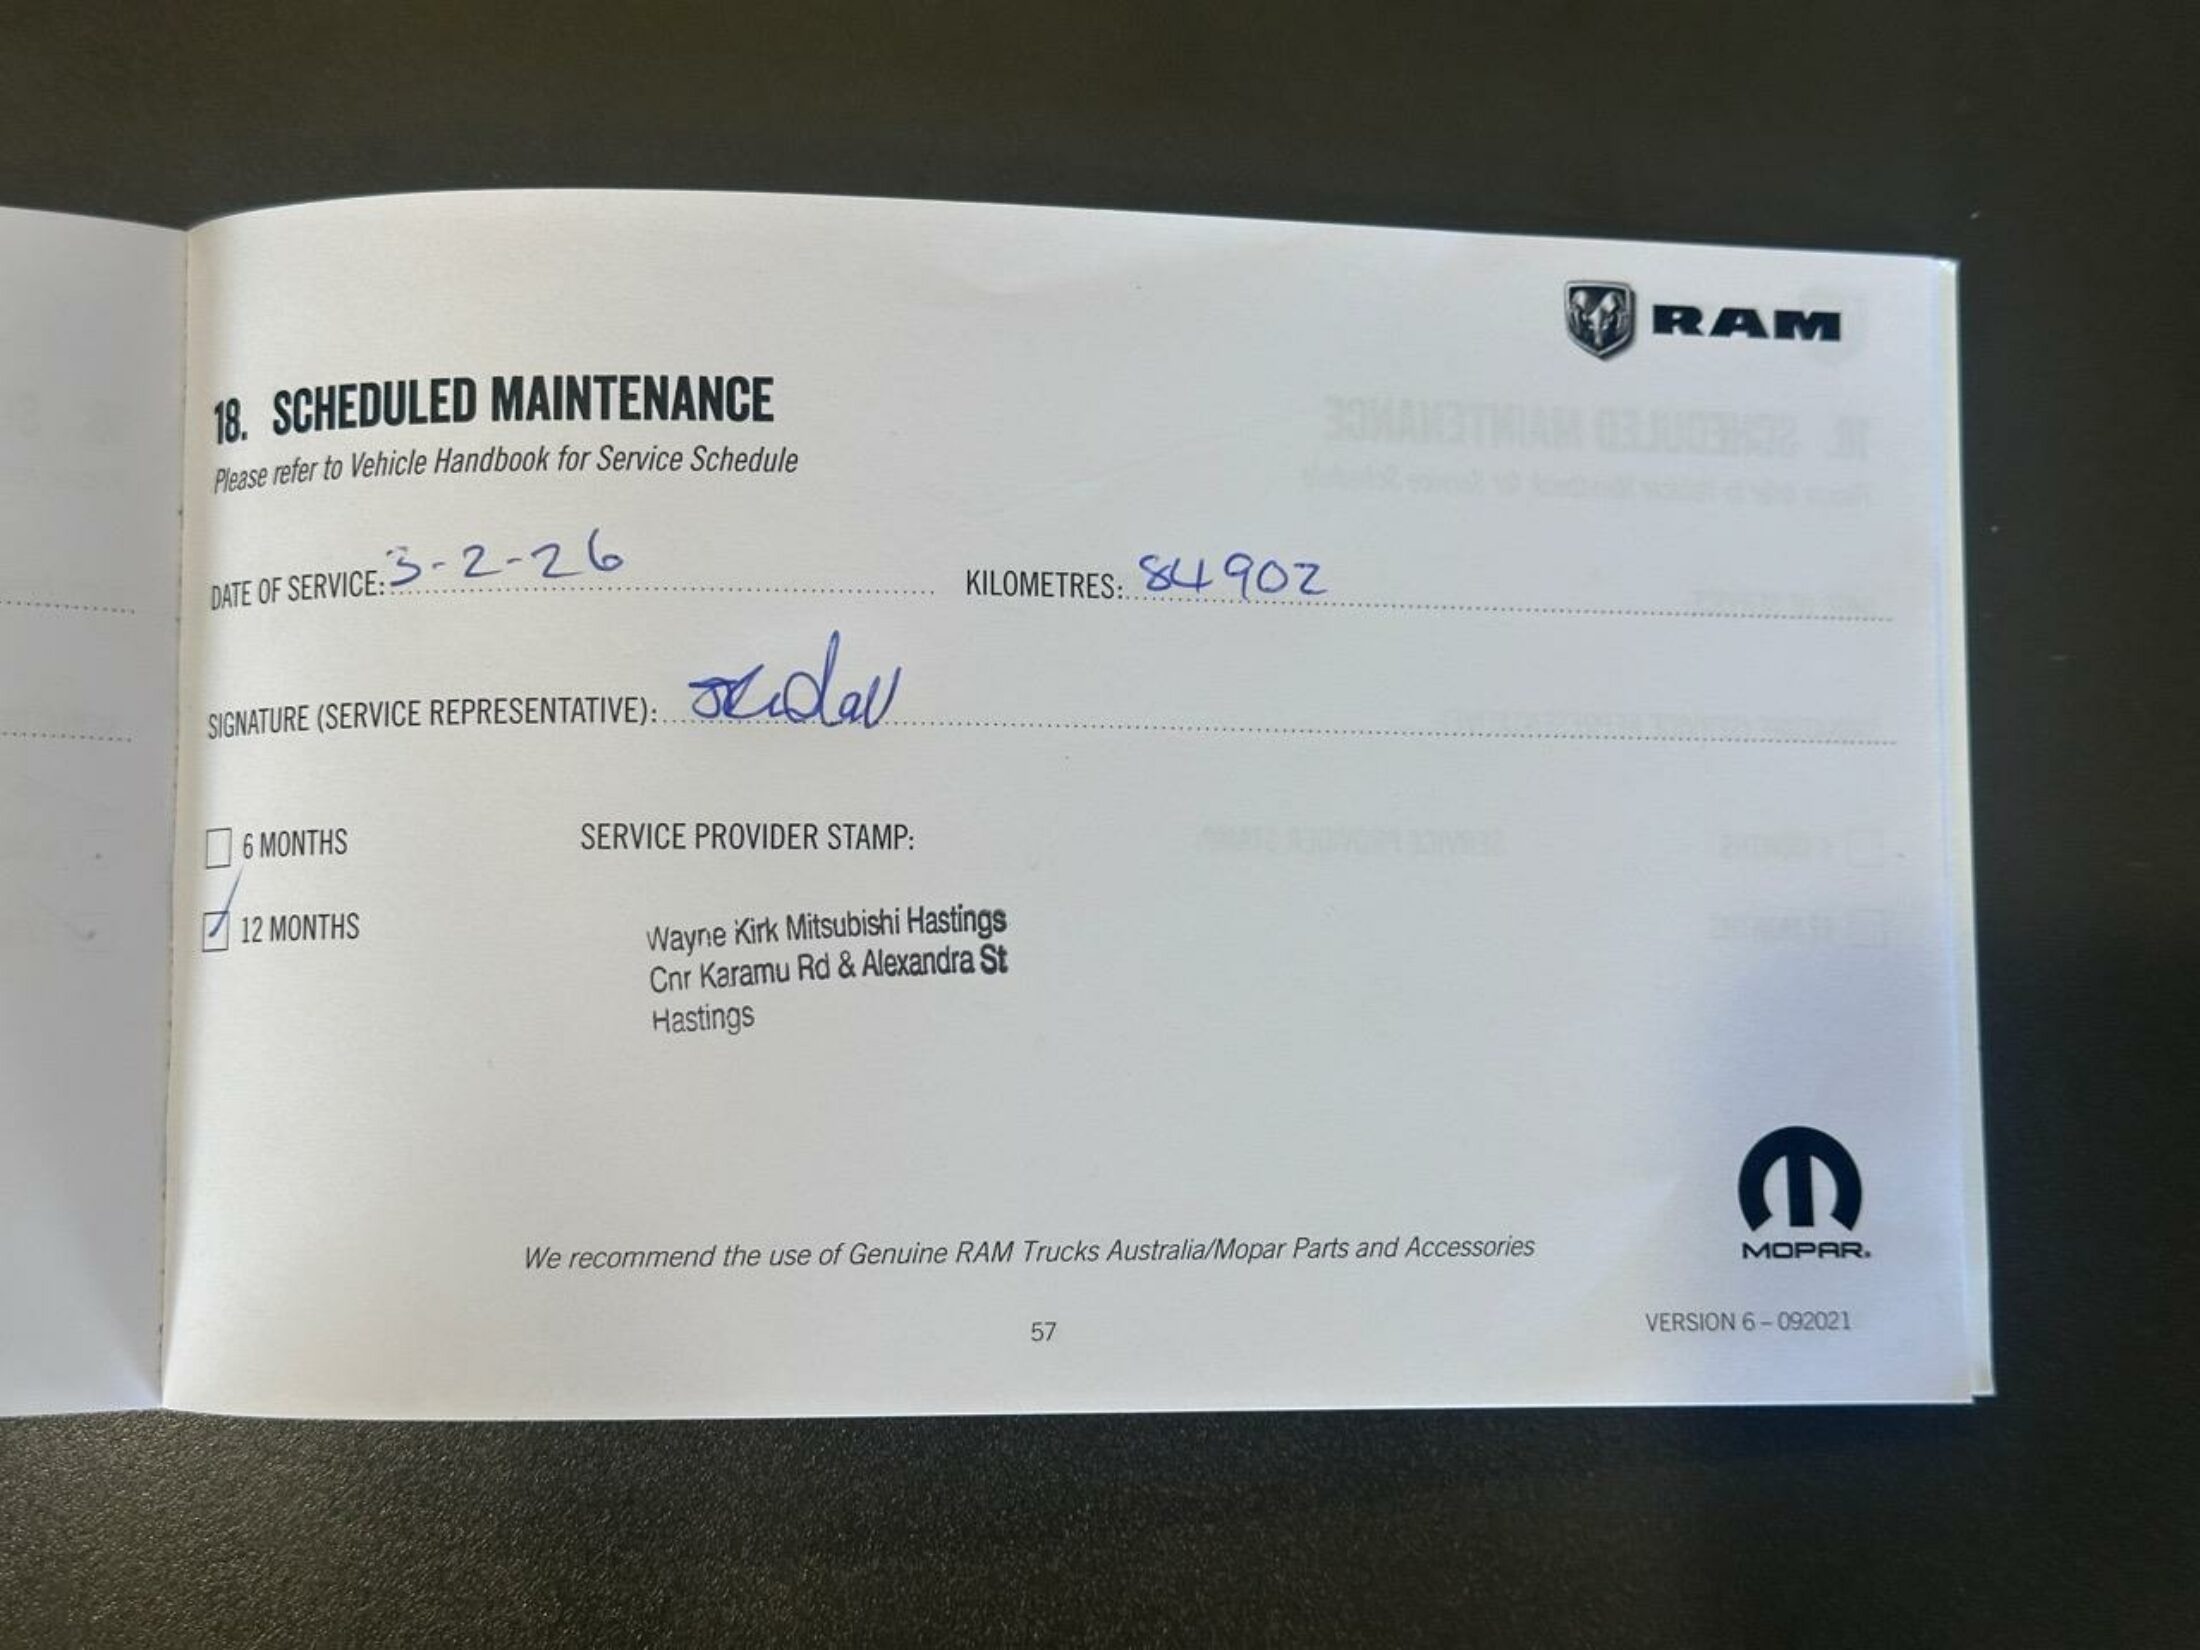 RAM
18. SCHEDULED MAINTENANCE
Please refer to Vehicle Handbook for Service Schedule
DATE OF SERVICE: 3-2-26 KILOMETRES: 84902
SIGNATURE (SERVICE REPRESENTATIVE):
6 MONTHS SERVICE PROVIDER STAMP:
12 MONTHS
Wayne Kirk Mitsubishi Hastings
Cnr Karamu Rd & Alexandra St
Hastings
MOPAR
We recommend the use of Genuine RAM Trucks Australia/Mopar Parts and Accessories
57
VERSION 6 – 092021